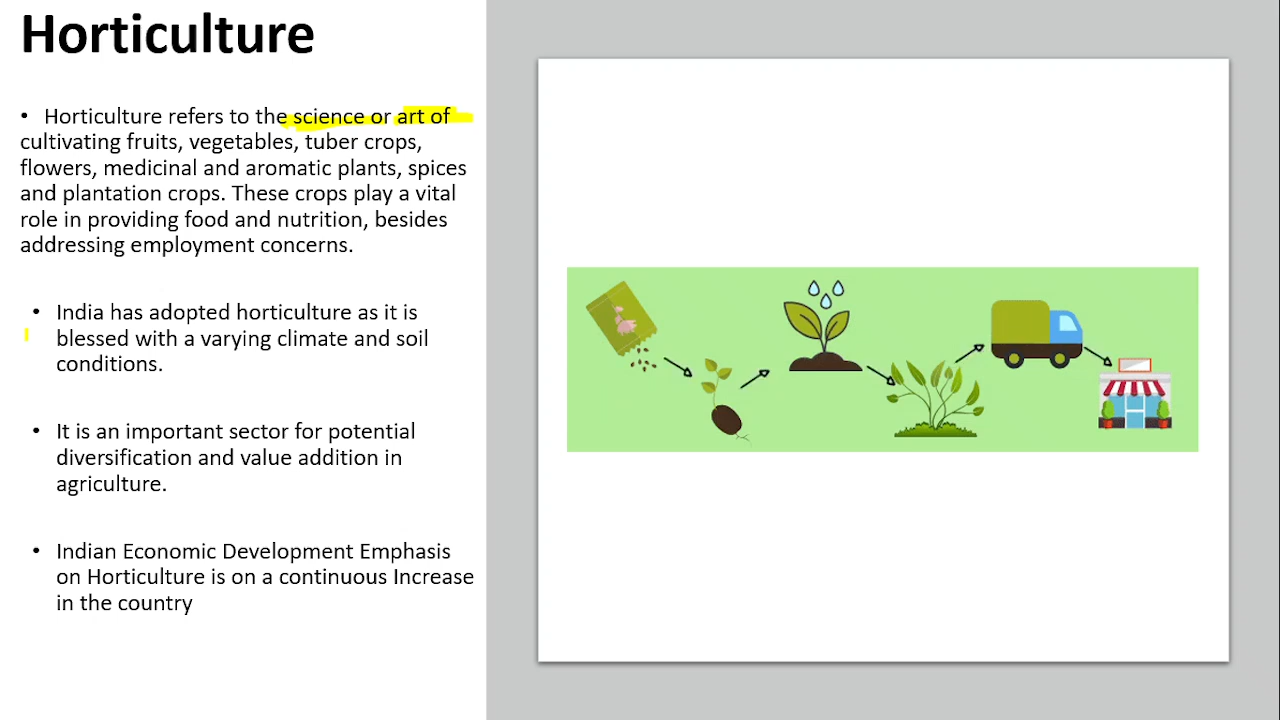 Horticulture
• Horticulture refers to the science or art of
cultivating fruits, vegetables, tuber crops,
flowers, medicinal and aromatic plants, spices
and plantation crops. These crops play a vital
role in providing food and nutrition, besides
addressing employment concerns.
• India has adopted horticulture as it is
blessed with a varying climate and soil
conditions.
• It is an important sector for potential
diversification and value addition in
agriculture.
• Indian Economic Development Emphasis
on Horticulture is on a continuous Increase
in the country